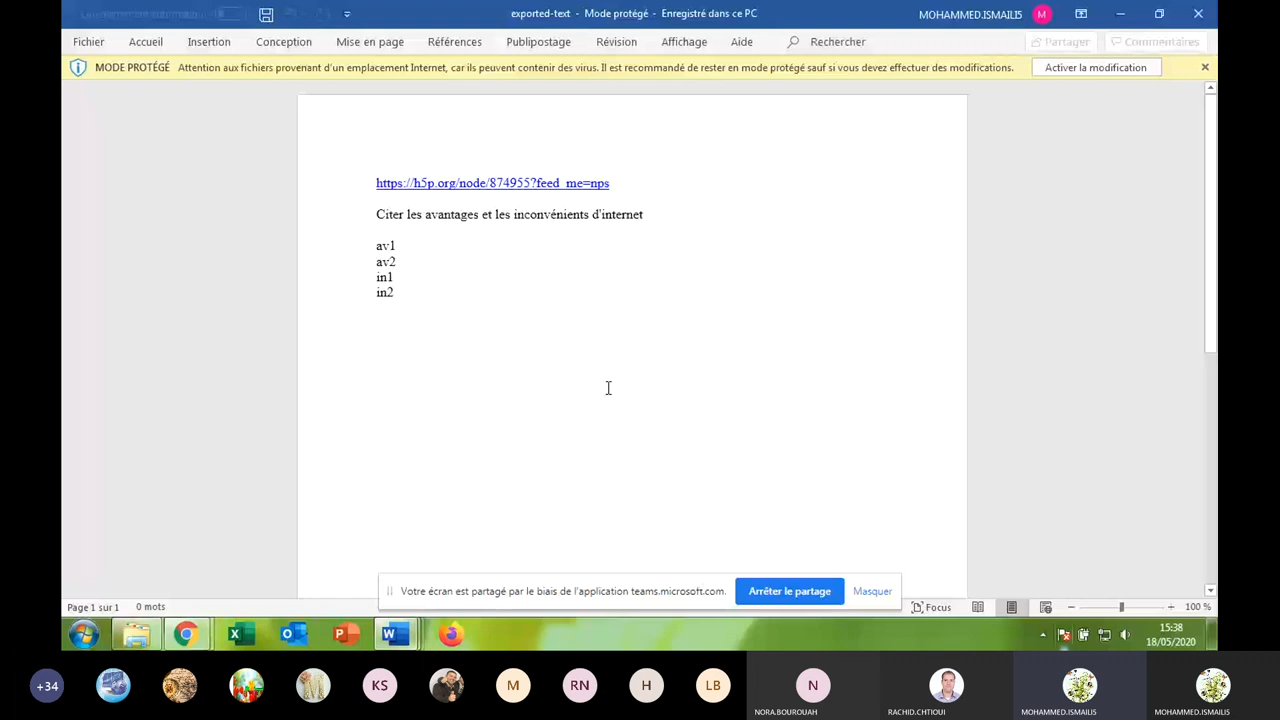 exported-text - Mode protégé - Enregistré dans ce PC
MOHAMMED.ISMAILI5
M
Fichier Accueil Insertion Conception Mise en page Références Publipostage Révision Affichage Aide Rechercher
Partager Commentaires
MODE PROTÉGÉ Attention aux fichiers provenant d'un emplacement Internet, car ils peuvent contenir des virus. Il est recommandé de rester en mode protégé sauf si vous devez effectuer des modifications. Activer la modification
https://h5p.org/node/874955?feed_me=nps
Citer les avantages et les inconvénients d'internet
av1
av2
in1
in2
Votre écran est partagé par le biais de l'application teams.microsoft.com. Arrêter le partage Masquer
Page 1 sur 1 0 mots Focus 100 %
15:38
18/05/2020
+34 KS M RN H LB N
NORA.BOUROUAH RACHID.CHTIOUI MOHAMMED.ISMAILI5 MOHAMMED.ISMAILI5